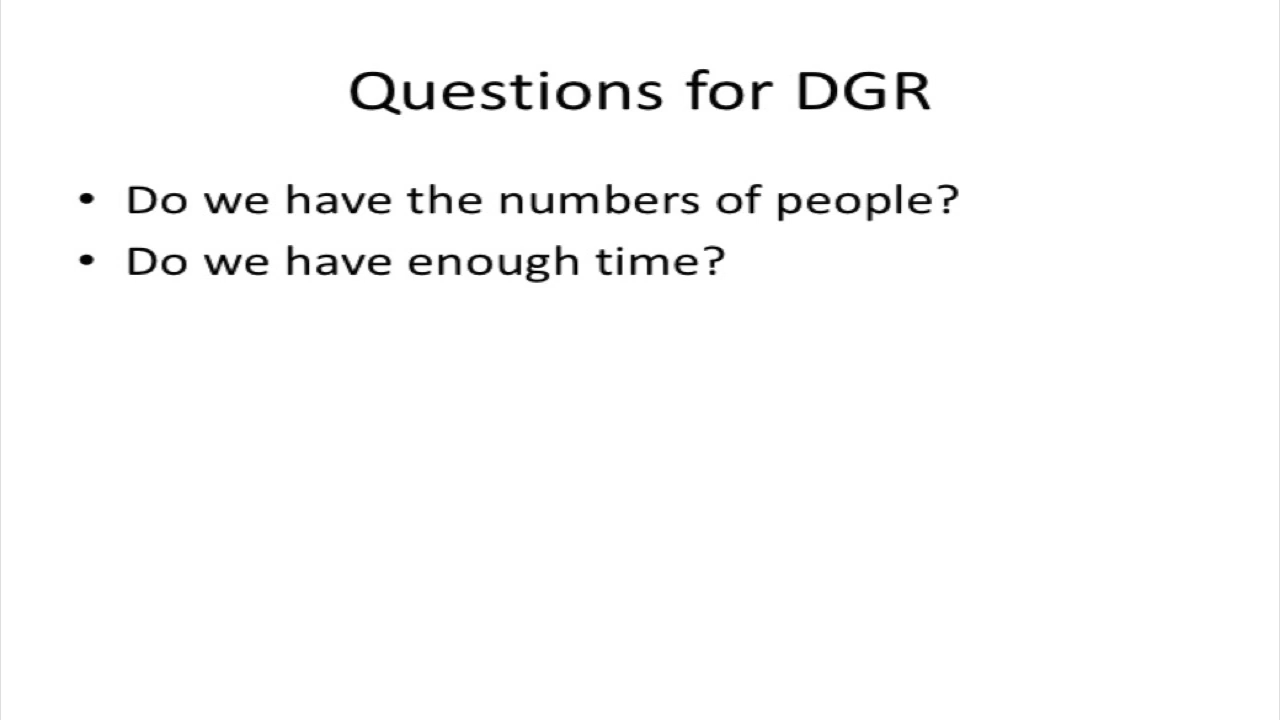 Questions for DGR
• Do we have the numbers of people?
• Do we have enough time?